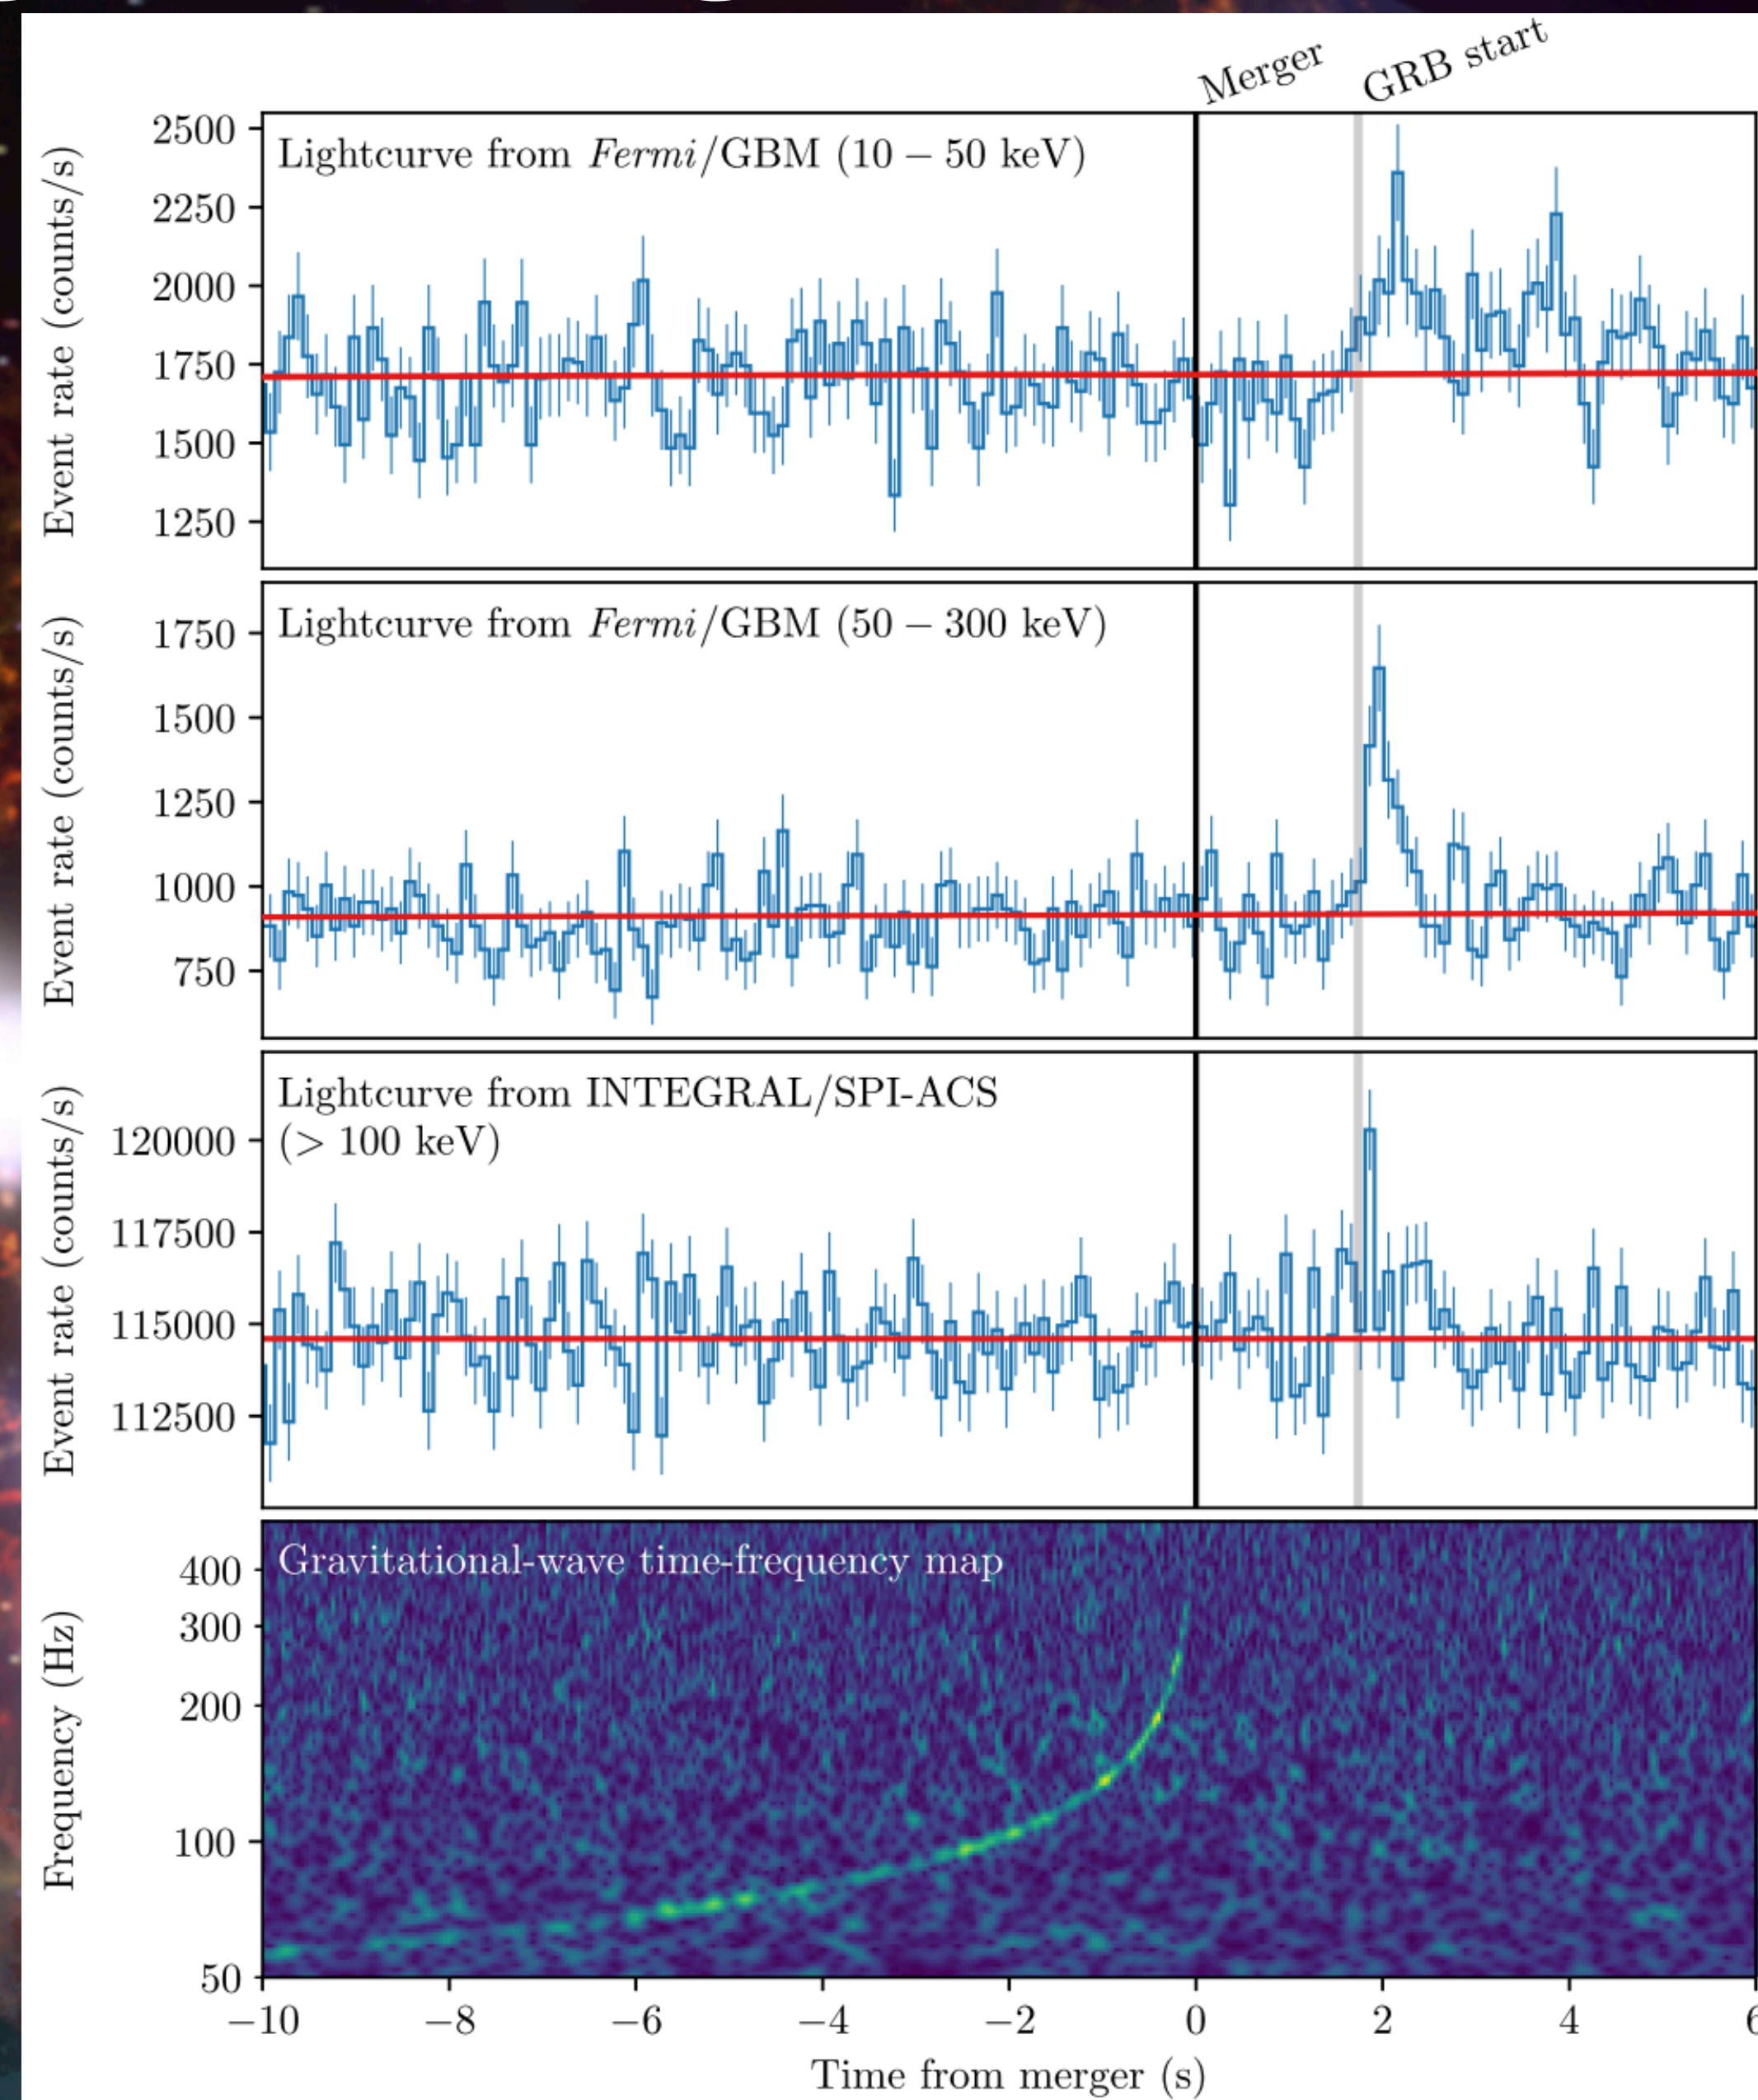 Merger
GRB start
Lightcurve from Fermi/GBM (10 – 50 keV)
Event rate (counts/s)
2500
2250
2000
1750
1500
1250
Lightcurve from Fermi/GBM (50 – 300 keV)
Event rate (counts/s)
1750
1500
1250
1000
750
Lightcurve from INTEGRAL/SPI-ACS
(> 100 keV)
Event rate (counts/s)
120000
117500
115000
112500
Gravitational-wave time-frequency map
Frequency (Hz)
400
300
200
100
50
−10 −8 −6 −4 −2 0 2 4 6
Time from merger (s)